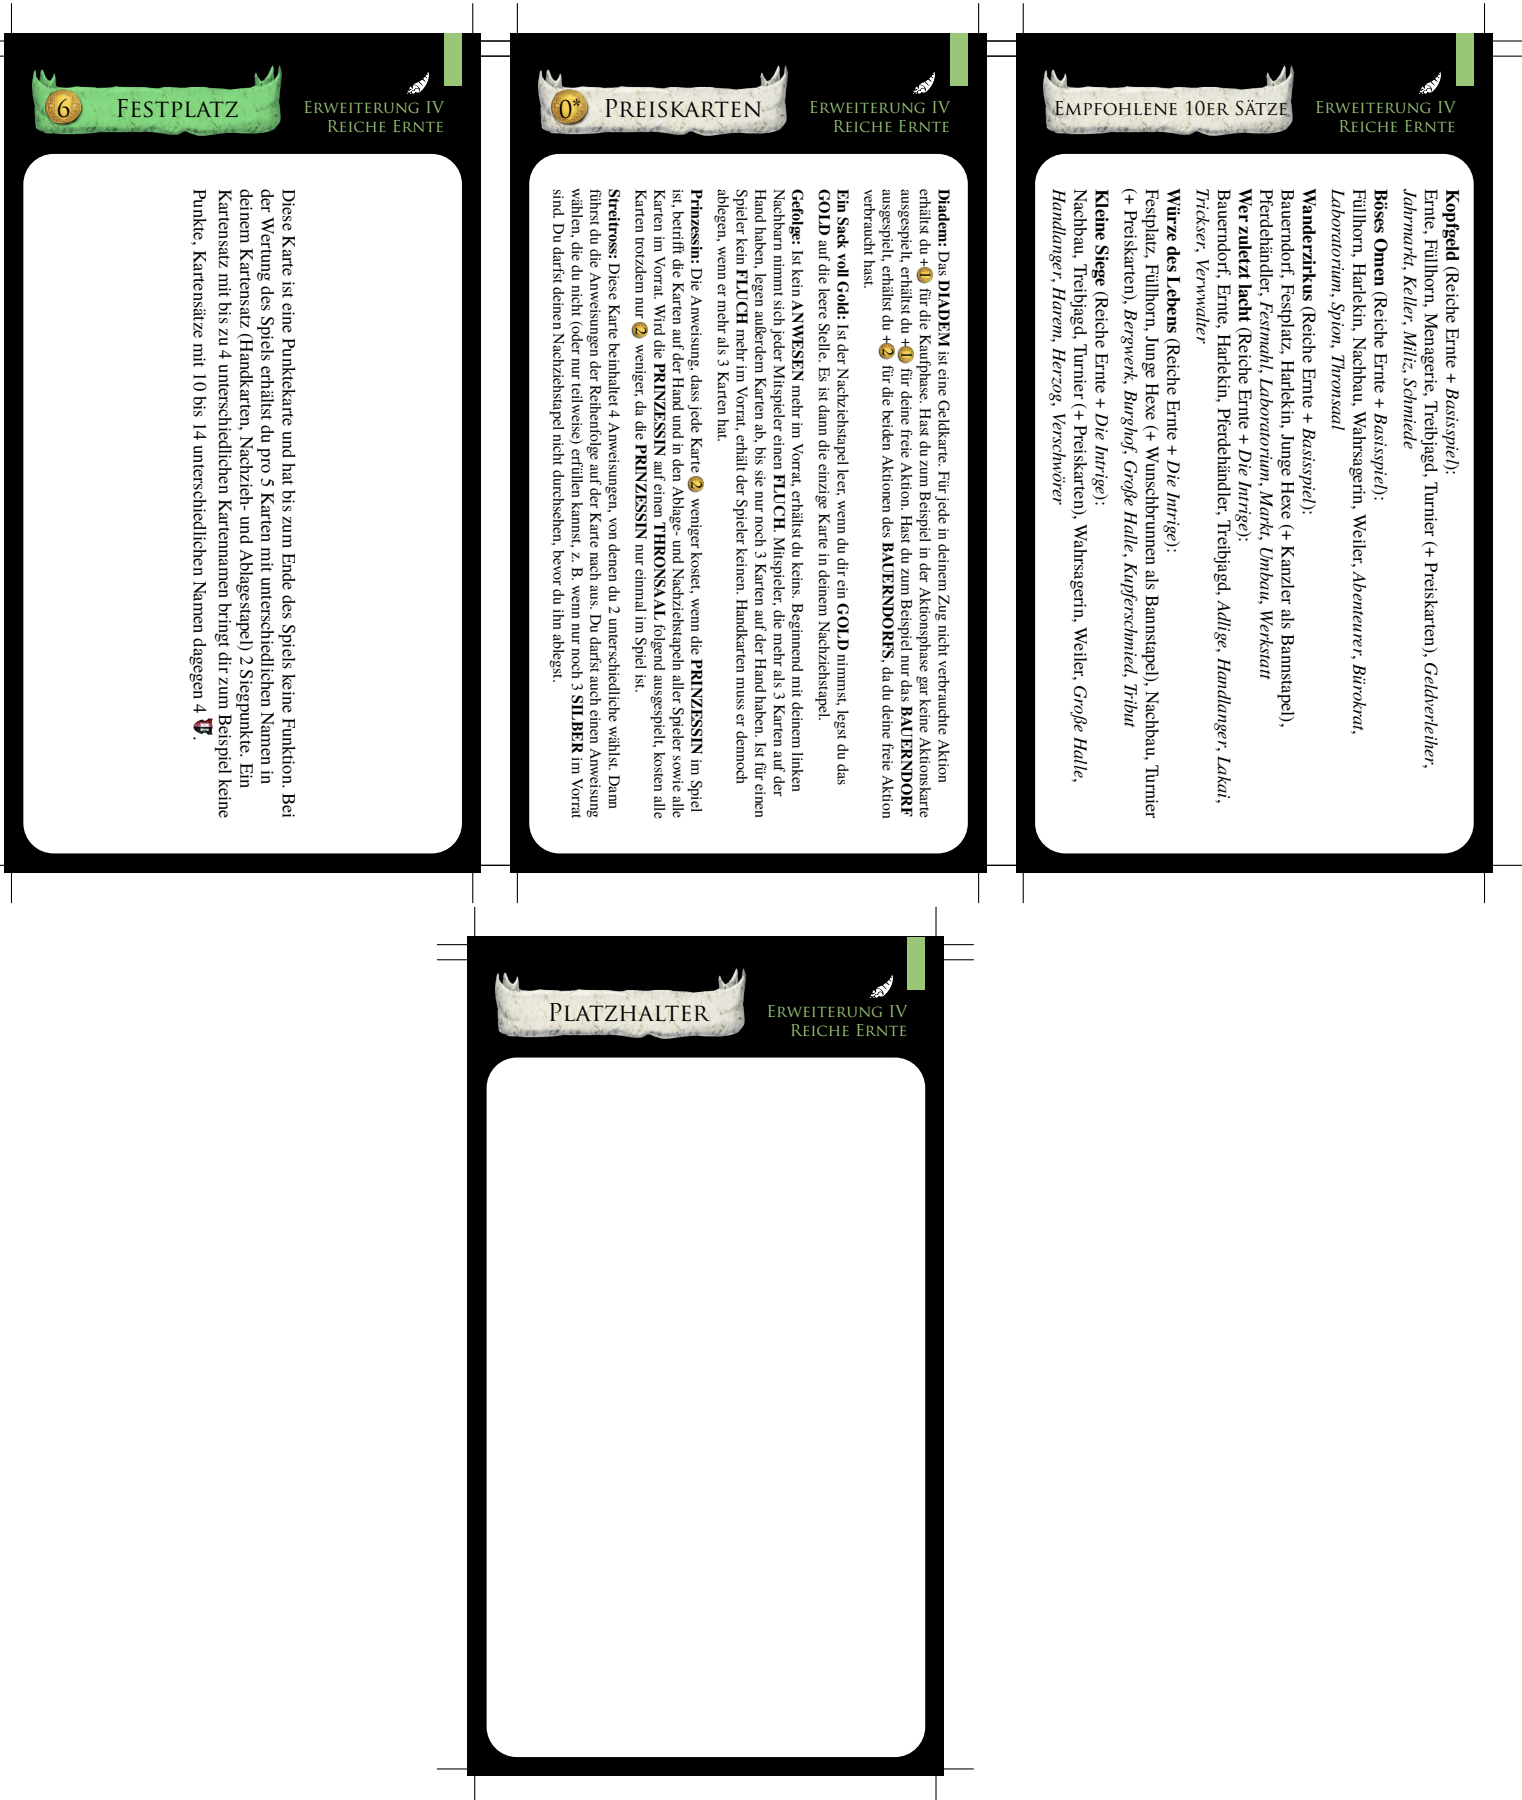 6 Festplatz
Erweiterung IV
Reiche Ernte
Diese Karte ist eine Punktekarte und hat bis zum Ende des Spiels keine Funktion. Bei
der Wertung des Spiels erhältst du pro 5 Karten mit unterschiedlichen Namen in
deinem Kartensatz (Handkarten, Nachzieh- und Ablagestapel) 2 Siegpunkte. Ein
Kartensatz mit bis zu 4 unterschiedlichen Kartennamen bringt dir zum Beispiel keine
Punkte, Kartensätze mit 10 bis 14 unterschiedlichen Namen dagegen 4 .
0* Preiskarten
Erweiterung IV
Reiche Ernte
Diadem: Das DIADEM ist eine Geldkarte. Für jede in deinem Zug nicht verbrauchte Aktion
erhältst du +1 für die Kaufphase. Hast du zum Beispiel in der Aktionsphase gar keine Aktionskarte
ausgespielt, erhältst du +1 für deine freie Aktion. Hast du zum Beispiel nur das BAUERNDORF
ausgespielt, erhältst du +2 für die beiden Aktionen des BAUERNDORFS, da du deine freie Aktion
verbraucht hast.
Ein Sack voll Gold: Ist der Nachziehstapel leer, wenn du dir ein GOLD nimmst, legst du das
GOLD auf die leere Stelle. Es ist dann die einzige Karte in deinem Nachziehstapel.
Gefolge: Ist kein ANWESEN mehr im Vorrat, erhältst du keins. Beginnend mit deinem linken
Nachbarn nimmt sich jeder Mitspieler einen FLUCH. Mitspieler, die mehr als 3 Karten auf der
Hand haben, legen außerdem Karten ab, bis sie nur noch 3 Karten auf der Hand haben. Ist für einen
Spieler kein FLUCH mehr im Vorrat, erhält der Spieler keinen. Handkarten muss er dennoch
ablegen, wenn er mehr als 3 Karten hat.
Prinzessin: Die Anweisung, dass jede Karte 2 weniger kostet, wenn die PRINZESSIN im Spiel
ist, betrifft die Karten auf der Hand und in den Ablage- und Nachziehstapeln aller Spieler sowie alle
Karten im Vorrat. Wird die PRINZESSIN auf einen THRONSAAL folgend ausgespielt, kosten alle
Karten trotzdem nur 2 weniger, da die PRINZESSIN nur einmal im Spiel ist.
Streitross: Diese Karte beinhaltet 4 Anweisungen, von denen du 2 unterschiedliche wählst. Dann
führst du die Anweisungen der Reihenfolge auf der Karte nach aus. Du darfst auch einen Anweisung
wählen, die du nicht (oder nur teilweise) erfüllen kannst, z. B. wenn nur noch 3 SILBER im Vorrat
sind. Du darfst deinen Nachziehstapel nicht durchsehen, bevor du ihn ablegst.
Empfohlene 10er Sätze
Erweiterung IV
Reiche Ernte
Kopfgeld (Reiche Ernte + Basisspiel):
Ernte, Füllhorn, Menagerie, Treibjagd, Turnier (+ Preiskarten), Geldverleiher,
Jahrmarkt, Keller, Miliz, Schmiede
Böses Omen (Reiche Ernte + Basisspiel):
Füllhorn, Harlekin, Nachbau, Wahrsagerin, Weiler, Abenteurer, Bürokrat,
Laboratorium, Spion, Thronsaal
Wanderzirkus (Reiche Ernte + Basisspiel):
Bauerndorf, Festplatz, Harlekin, Junge Hexe (+ Kanzler als Bannstapel),
Pferdehändler, Festmahl, Laboratorium, Markt, Umbau, Werkstatt
Wer zuletzt lacht (Reiche Ernte + Die Intrige):
Bauerndorf, Ernte, Harlekin, Pferdehändler, Treibjagd, Adlige, Handlanger, Lakai,
Trickser, Verwwalter
Würze des Lebens (Reiche Ernte + Die Intrige):
Festplatz, Füllhorn, Junge Hexe (+ Wunschbrunnen als Bannstapel), Nachbau, Turnier
(+ Preiskarten), Bergwerk, Burghof, Große Halle, Kupferschmied, Tribut
Kleine Siege (Reiche Ernte + Die Intrige):
Nachbau, Treibjagd, Turnier (+ Preiskarten), Wahrsagerin, Weiler, Große Halle,
Handlanger, Harem, Herzog, Verschwörer
Platzhalter
Erweiterung IV
Reiche Ernte